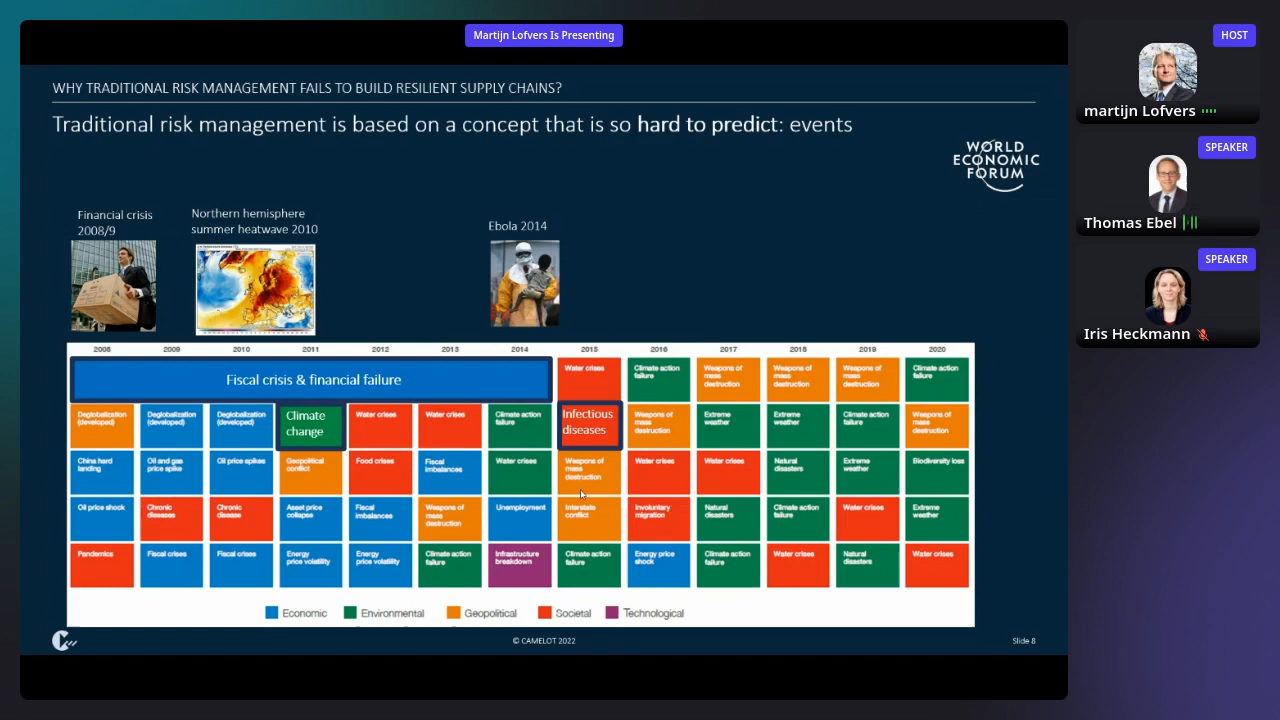 Martijn Lofvers Is Presenting
HOST
martijn Lofvers
SPEAKER
Thomas Ebel
SPEAKER
Iris Heckmann
WHY TRADITIONAL RISK MANAGEMENT FAILS TO BUILD RESILIENT SUPPLY CHAINS?
Traditional risk management is based on a concept that is so hard to predict: events
WORLD
ECONOMIC
FORUM
Financial crisis
2008/9
Northern hemisphere
summer heatwave 2010
Ebola 2014
2008 2009 2010 2011 2012 2013 2014 2015 2016 2017 2018 2019 2020
Fiscal crisis & financial failure
Water crises
Climate action
failure
Weapons of
mass
destruction
Weapons of
mass
destruction
Weapons of
mass
destruction
Climate action
failure
Deglobalization
(developed)
Deglobalization
(developed)
Deglobalization
(developed)
Climate
change
Water crises
Water crises
Climate action
failure
Infectious
diseases
Weapons of
mass
destruction
Extreme
weather
Extreme
weather
Climate action
failure
Weapons of
mass
destruction
China hard
landing
Oil and gas
price spike
Oil price spikes
Geopolitical
conflict
Food crises
Fiscal
imbalances
Water crises
Weapons of
mass
destruction
Water crises
Water crises
Natural
disasters
Extreme
weather
Biodiversity loss
Oil price shock
Chronic
diseases
Chronic
disease
Asset price
collapse
Fiscal
imbalances
Weapons of
mass
destruction
Unemployment
Interstate
conflict
Involuntary
migration
Natural
disasters
Climate action
failure
Water crises
Extreme
weather
Pandemics
Fiscal crises
Fiscal crises
Energy
price volatility
Energy
price volatility
Climate action
failure
Infrastructure
breakdown
Climate action
failure
Energy price
shock
Climate action
failure
Water crises
Natural
disasters
Water crises
Economic Environmental Geopolitical Societal Technological
© CAMELOT 2022
Slide 8